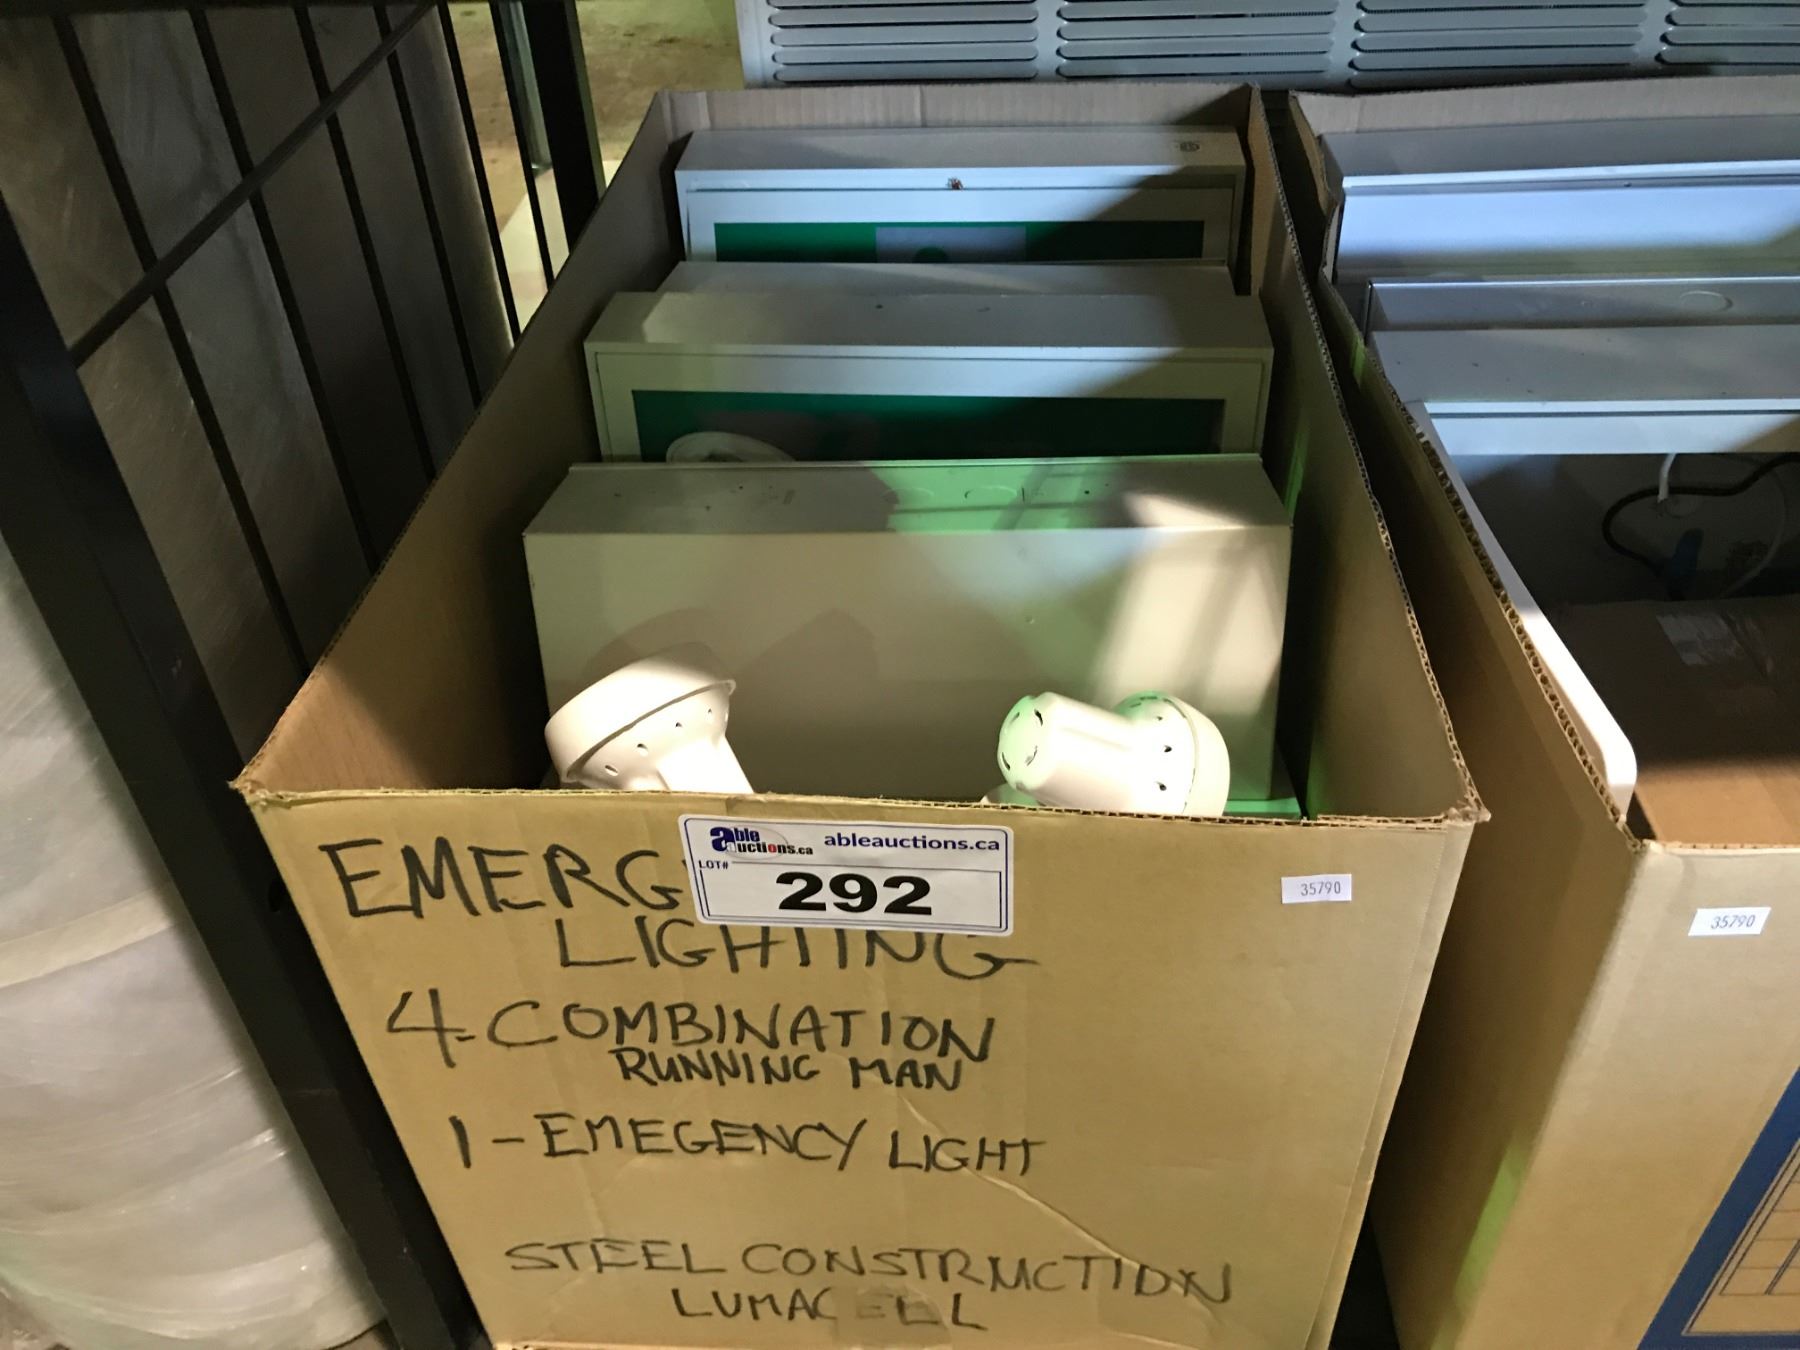 able auctions.ca
ableauctions.ca
LOT#
292
35790
35790
EMERG
LIGHTING
4-COMBINATION
RUNNING MAN
1-EMEGENCY LIGHT
STEEL CONSTRUCTION
LUMACELL